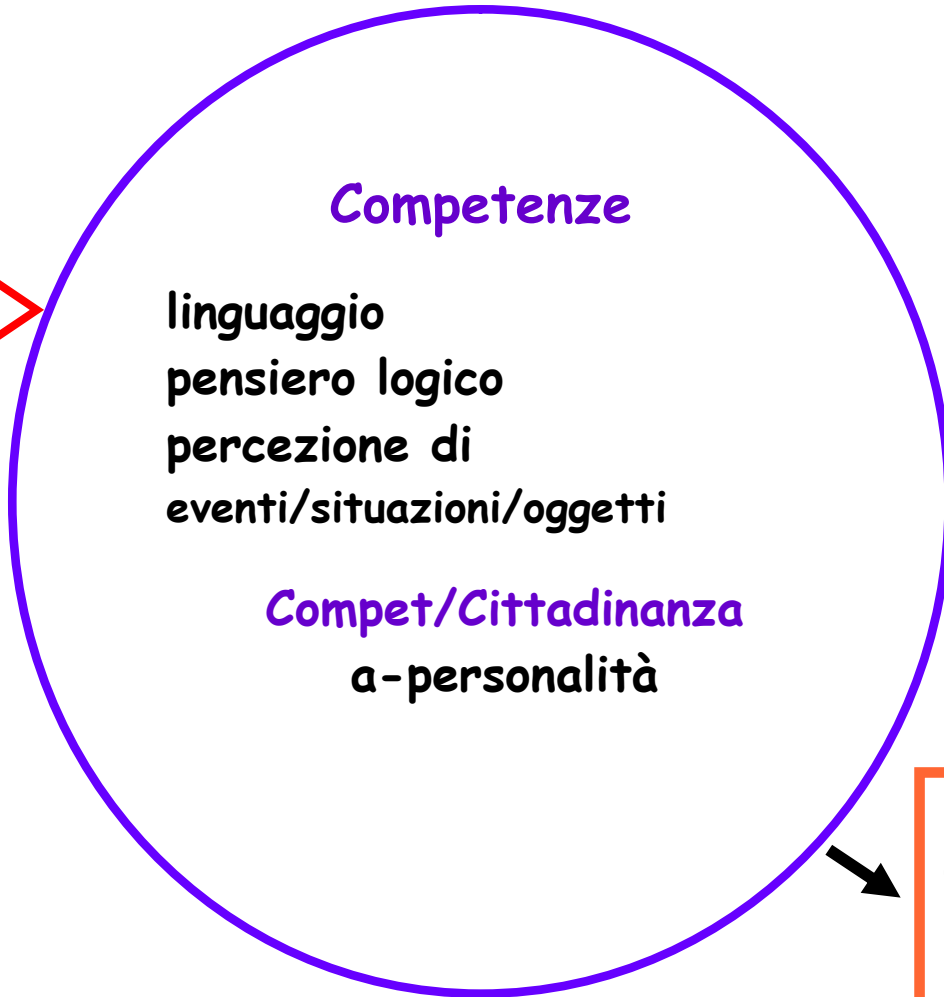 Competenze
linguaggio
pensiero logico
percezione di
eventi/situazioni/oggetti
Compet/Cittadinanza
a-personalità